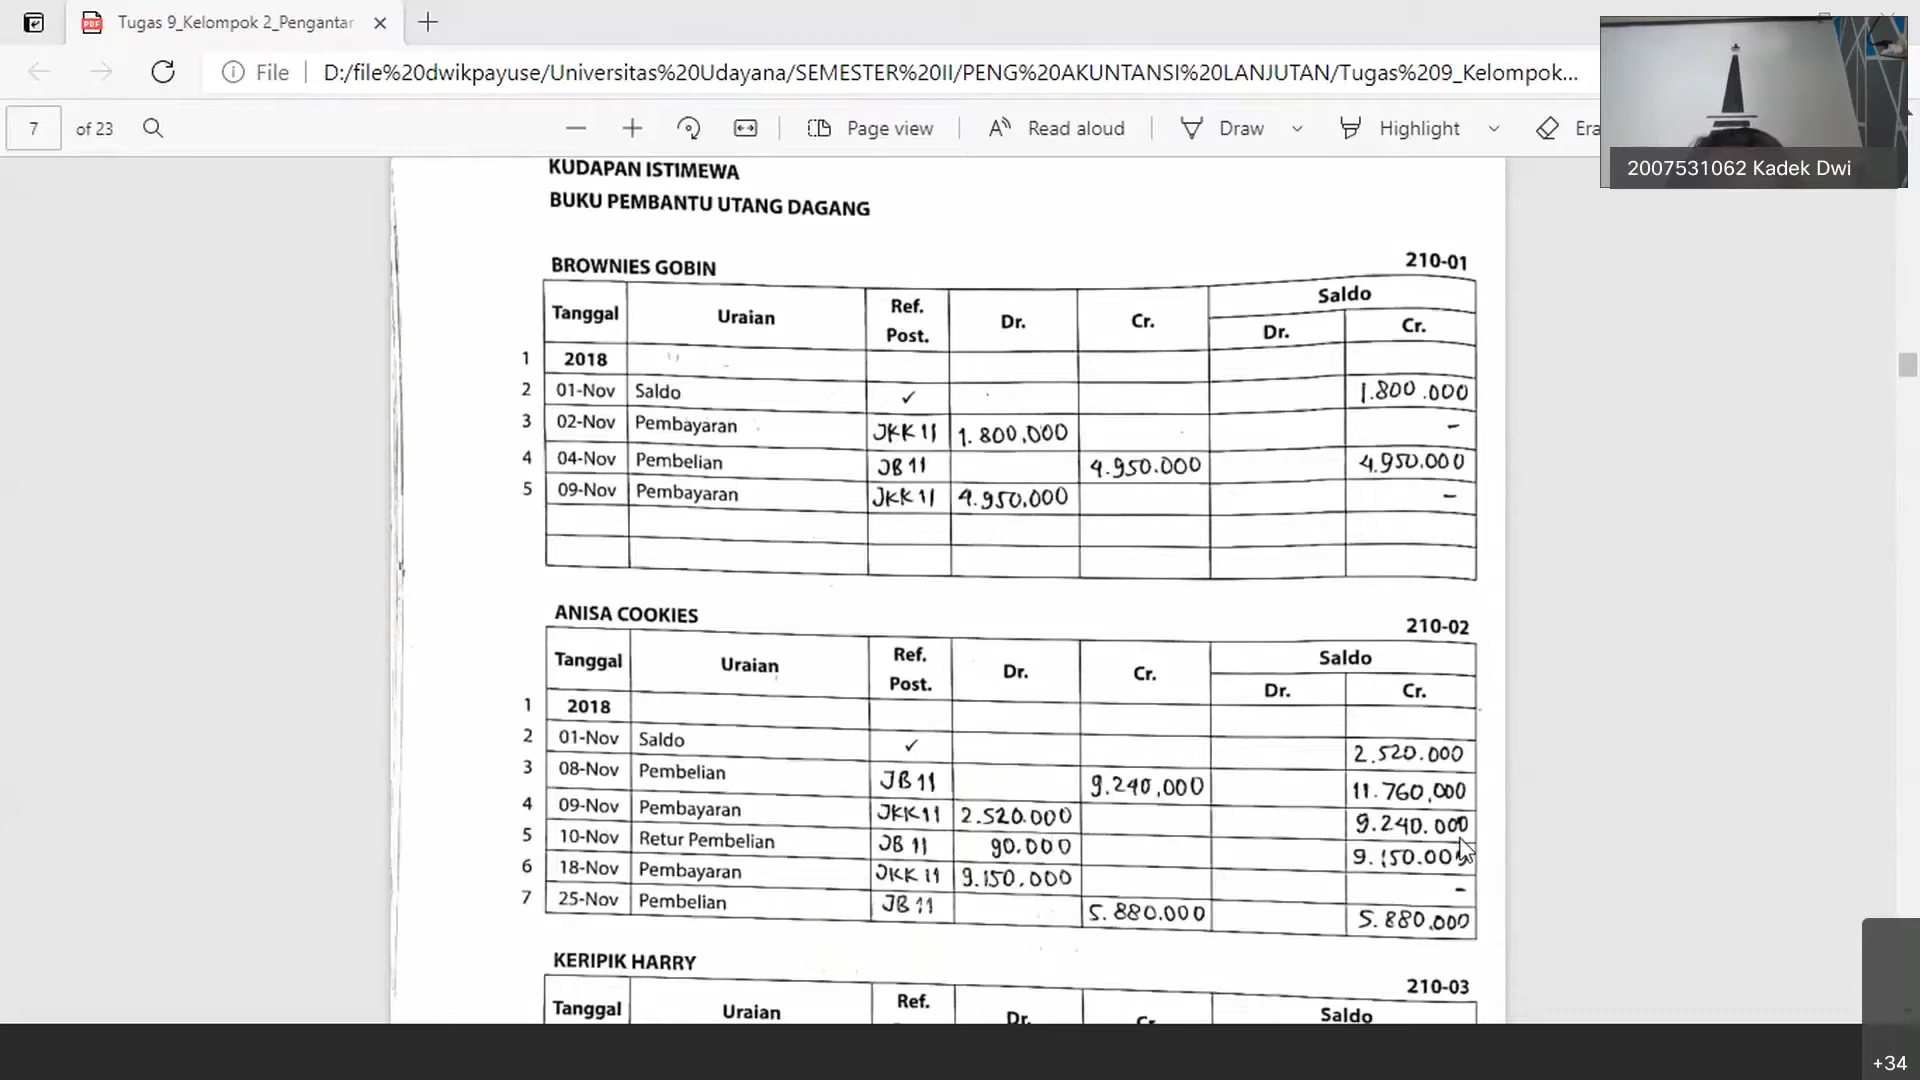 Tugas 9_Kelompok 2_Pengantar
File D:/file%20dwikpayuse/Universitas%20Udayana/SEMESTER%20II/PENG%20AKUNTANSI%20LANJUTAN/Tugas%209_Kelompok...
7 of 23 Page view Read aloud Draw Highlight Era
2007531062 Kadek Dwi
KUDAPAN ISTIMEWA
BUKU PEMBANTU UTANG DAGANG
BROWNIES GOBIN 210-01
Tanggal Uraian Ref. Post. Dr. Cr. Saldo
Dr. Cr.
1 2018
2 01-Nov Saldo ✓ 1.800.000
3 02-Nov Pembayaran JKK 11 1.800.000 -
4 04-Nov Pembelian JB 11 4.950.000 4.950.000
5 09-Nov Pembayaran JKK 11 4.950.000 -
ANISA COOKIES 210-02
Tanggal Uraian Ref. Post. Dr. Cr. Saldo
Dr. Cr.
1 2018
2 01-Nov Saldo ✓ 2.520.000
3 08-Nov Pembelian JB 11 9.240.000 11.760.000
4 09-Nov Pembayaran JKK 11 2.520.000 9.240.000
5 10-Nov Retur Pembelian JB 11 90.000 9.150.000
6 18-Nov Pembayaran JKK 11 9.150.000 -
7 25-Nov Pembelian JB 11 5.880.000 5.880.000
KERIPIK HARRY 210-03
Tanggal Uraian Ref. Dr. Cr. Saldo
+34